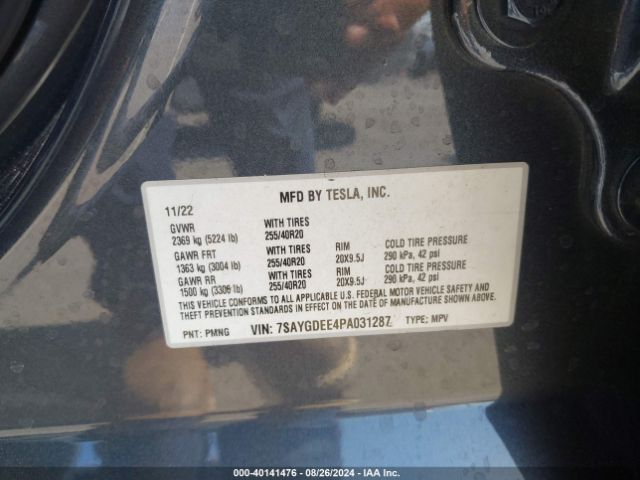 MFD BY TESLA, INC.
11/22
GVWR WITH TIRES
2369 kg (5224 lb) 255/40R20
GAWR FRT WITH TIRES RIM COLD TIRE PRESSURE
1363 kg (3004 lb) 255/40R20 20X9.5J 290 kPa, 42 psi
GAWR RR WITH TIRES RIM COLD TIRE PRESSURE
1500 kg (3306 lb) 255/40R20 20X9.5J 290 kPa, 42 psi
THIS VEHICLE CONFORMS TO ALL APPLICABLE U.S. FEDERAL MOTOR VEHICLE SAFETY AND
THEFT PREVENTION STANDARDS IN EFFECT ON THE DATE OF MANUFACTURE SHOWN ABOVE.
PNT: PMNG VIN: 7SAYGDEE4PA031287 TYPE: MPV
000-40141476 - 08/26/2024 - IAA Inc.